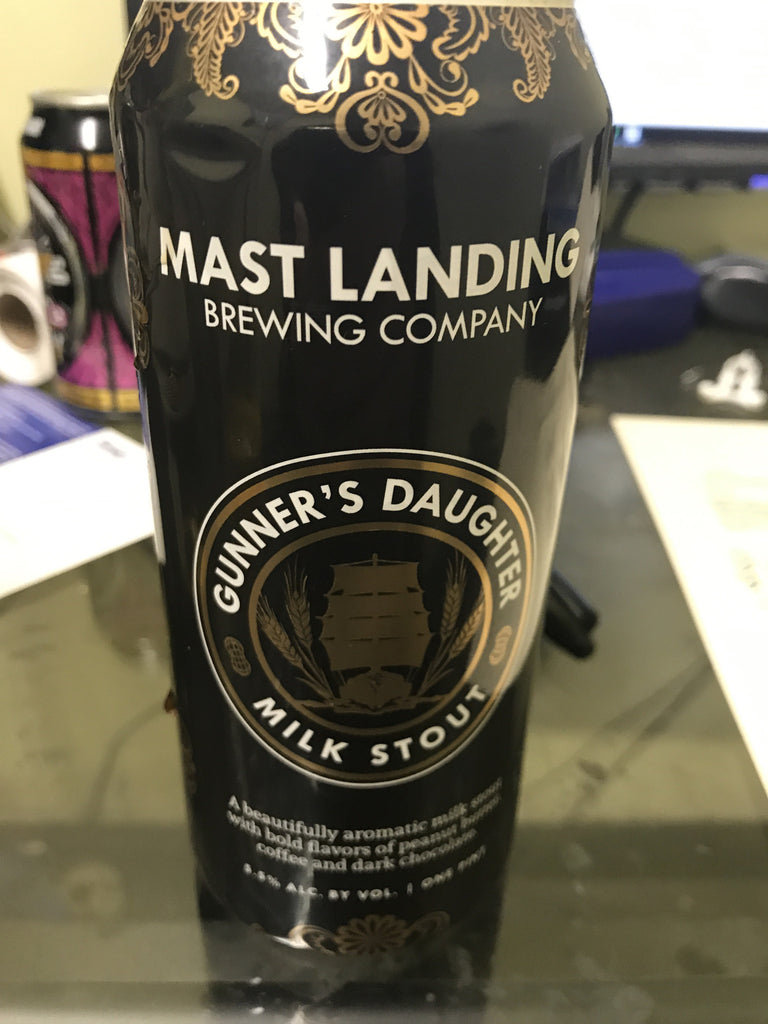 MAST LANDING
BREWING COMPANY
GUNNER'S DAUGHTER
MILK STOUT
A beautifully aromatic milk stout
with bold flavors of peanut butter,
coffee and dark chocolate.
5.5% ALC. BY VOL. | ONE PINT